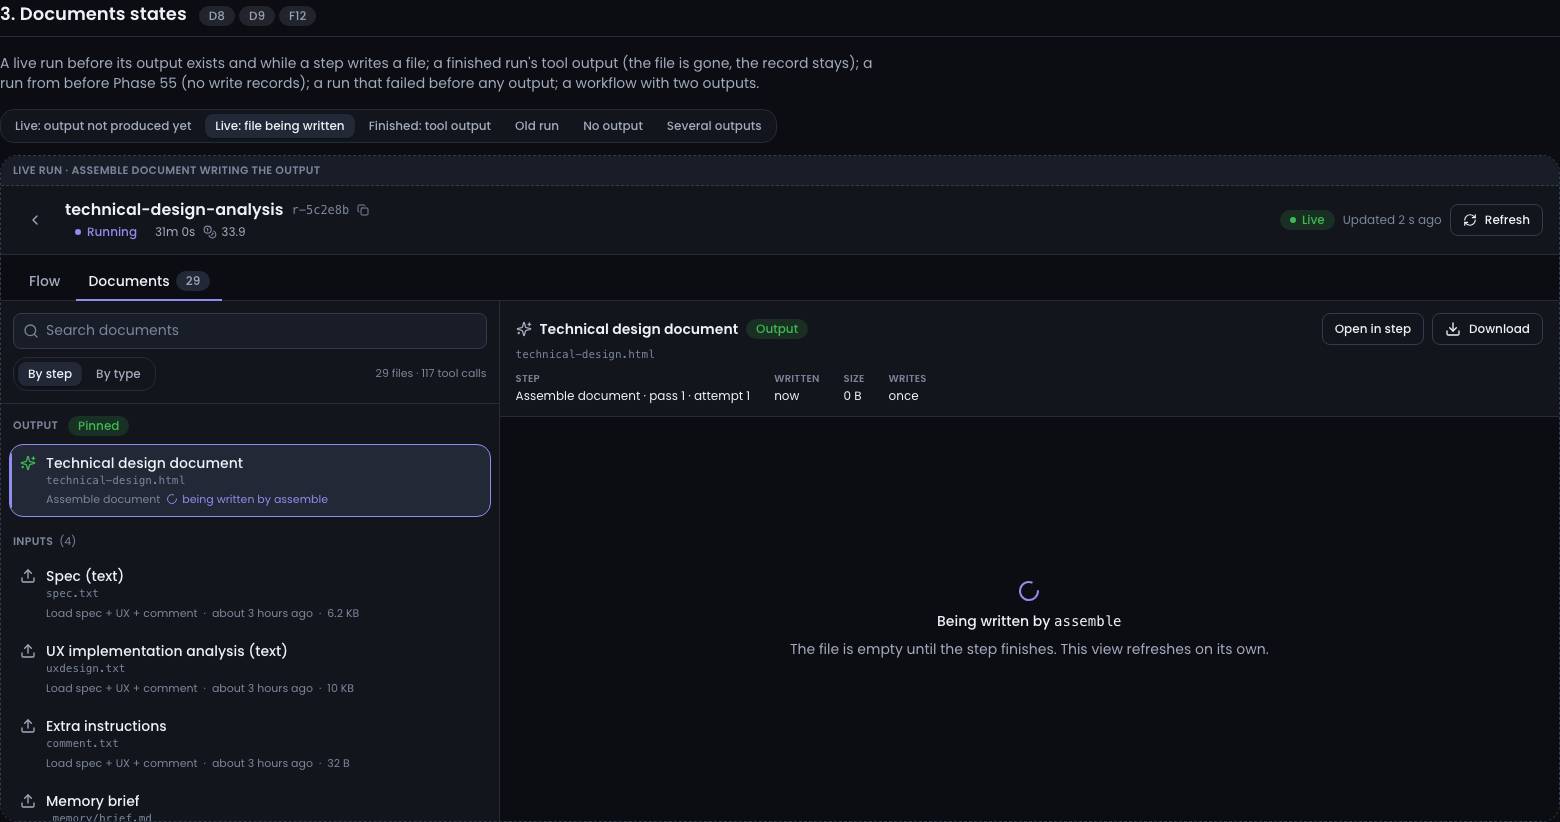 3. Documents states D8 D9 F12
A live run before its output exists and while a step writes a file; a finished run's tool output (the file is gone, the record stays); a
run from before Phase 55 (no write records); a run that failed before any output; a workflow with two outputs.
Live: output not produced yet Live: file being written Finished: tool output Old run No output Several outputs
LIVE RUN · ASSEMBLE DOCUMENT WRITING THE OUTPUT
technical-design-analysis r-5c2e8b
Running 31m 0s 33.9
Live Updated 2 s ago Refresh
Flow Documents 29
Search documents
By step By type 29 files · 117 tool calls
OUTPUT Pinned
Technical design document
technical-design.html
Assemble document being written by assemble
INPUTS (4)
Spec (text)
spec.txt
Load spec + UX + comment · about 3 hours ago · 6.2 KB
UX implementation analysis (text)
uxdesign.txt
Load spec + UX + comment · about 3 hours ago · 10 KB
Extra instructions
comment.txt
Load spec + UX + comment · about 3 hours ago · 32 B
Memory brief
_memory/brief.md
Technical design document Output
Open in step Download
technical-design.html
STEP WRITTEN SIZE WRITES
Assemble document · pass 1 · attempt 1 now 0 B once
Being written by assemble
The file is empty until the step finishes. This view refreshes on its own.